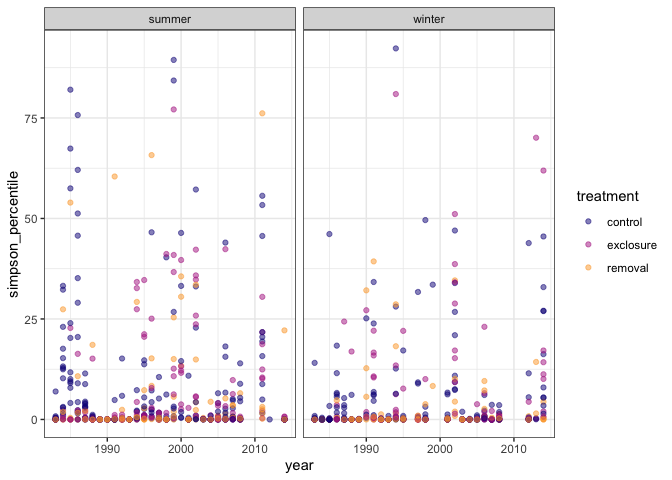 summer winter
simpson_percentile
75
50
25
0
1990 2000 2010 1990 2000 2010
year
treatment
control
exclosure
removal